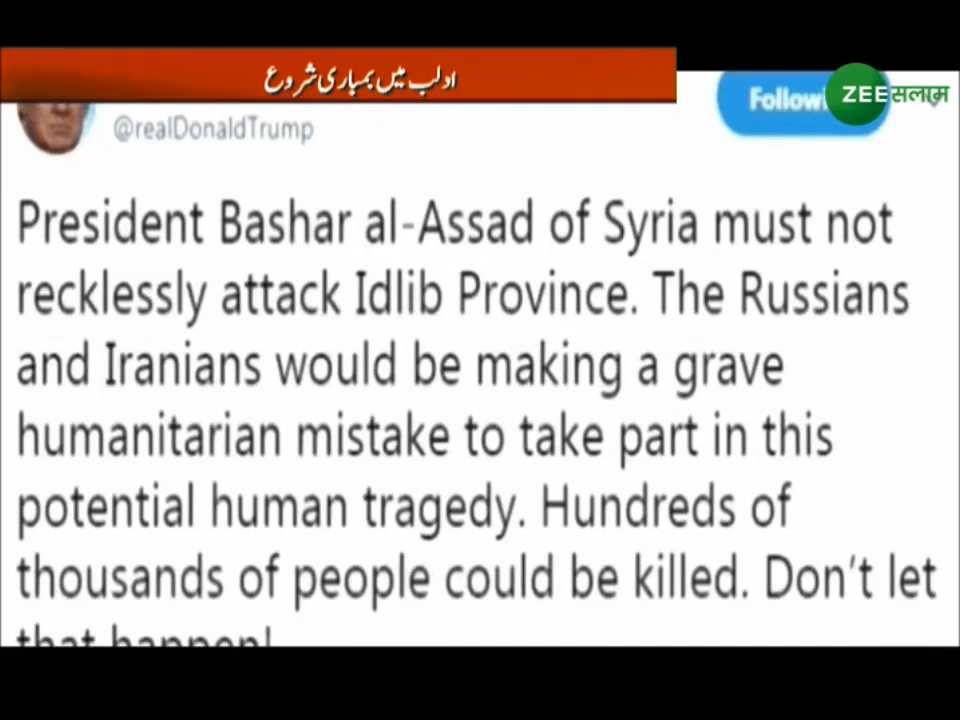 ادلب میں بمباری شروع
ZEE सलाम
@realDonaldTrump
President Bashar al-Assad of Syria must not
recklessly attack Idlib Province. The Russians
and Iranians would be making a grave
humanitarian mistake to take part in this
potential human tragedy. Hundreds of
thousands of people could be killed. Don't let
that happen!